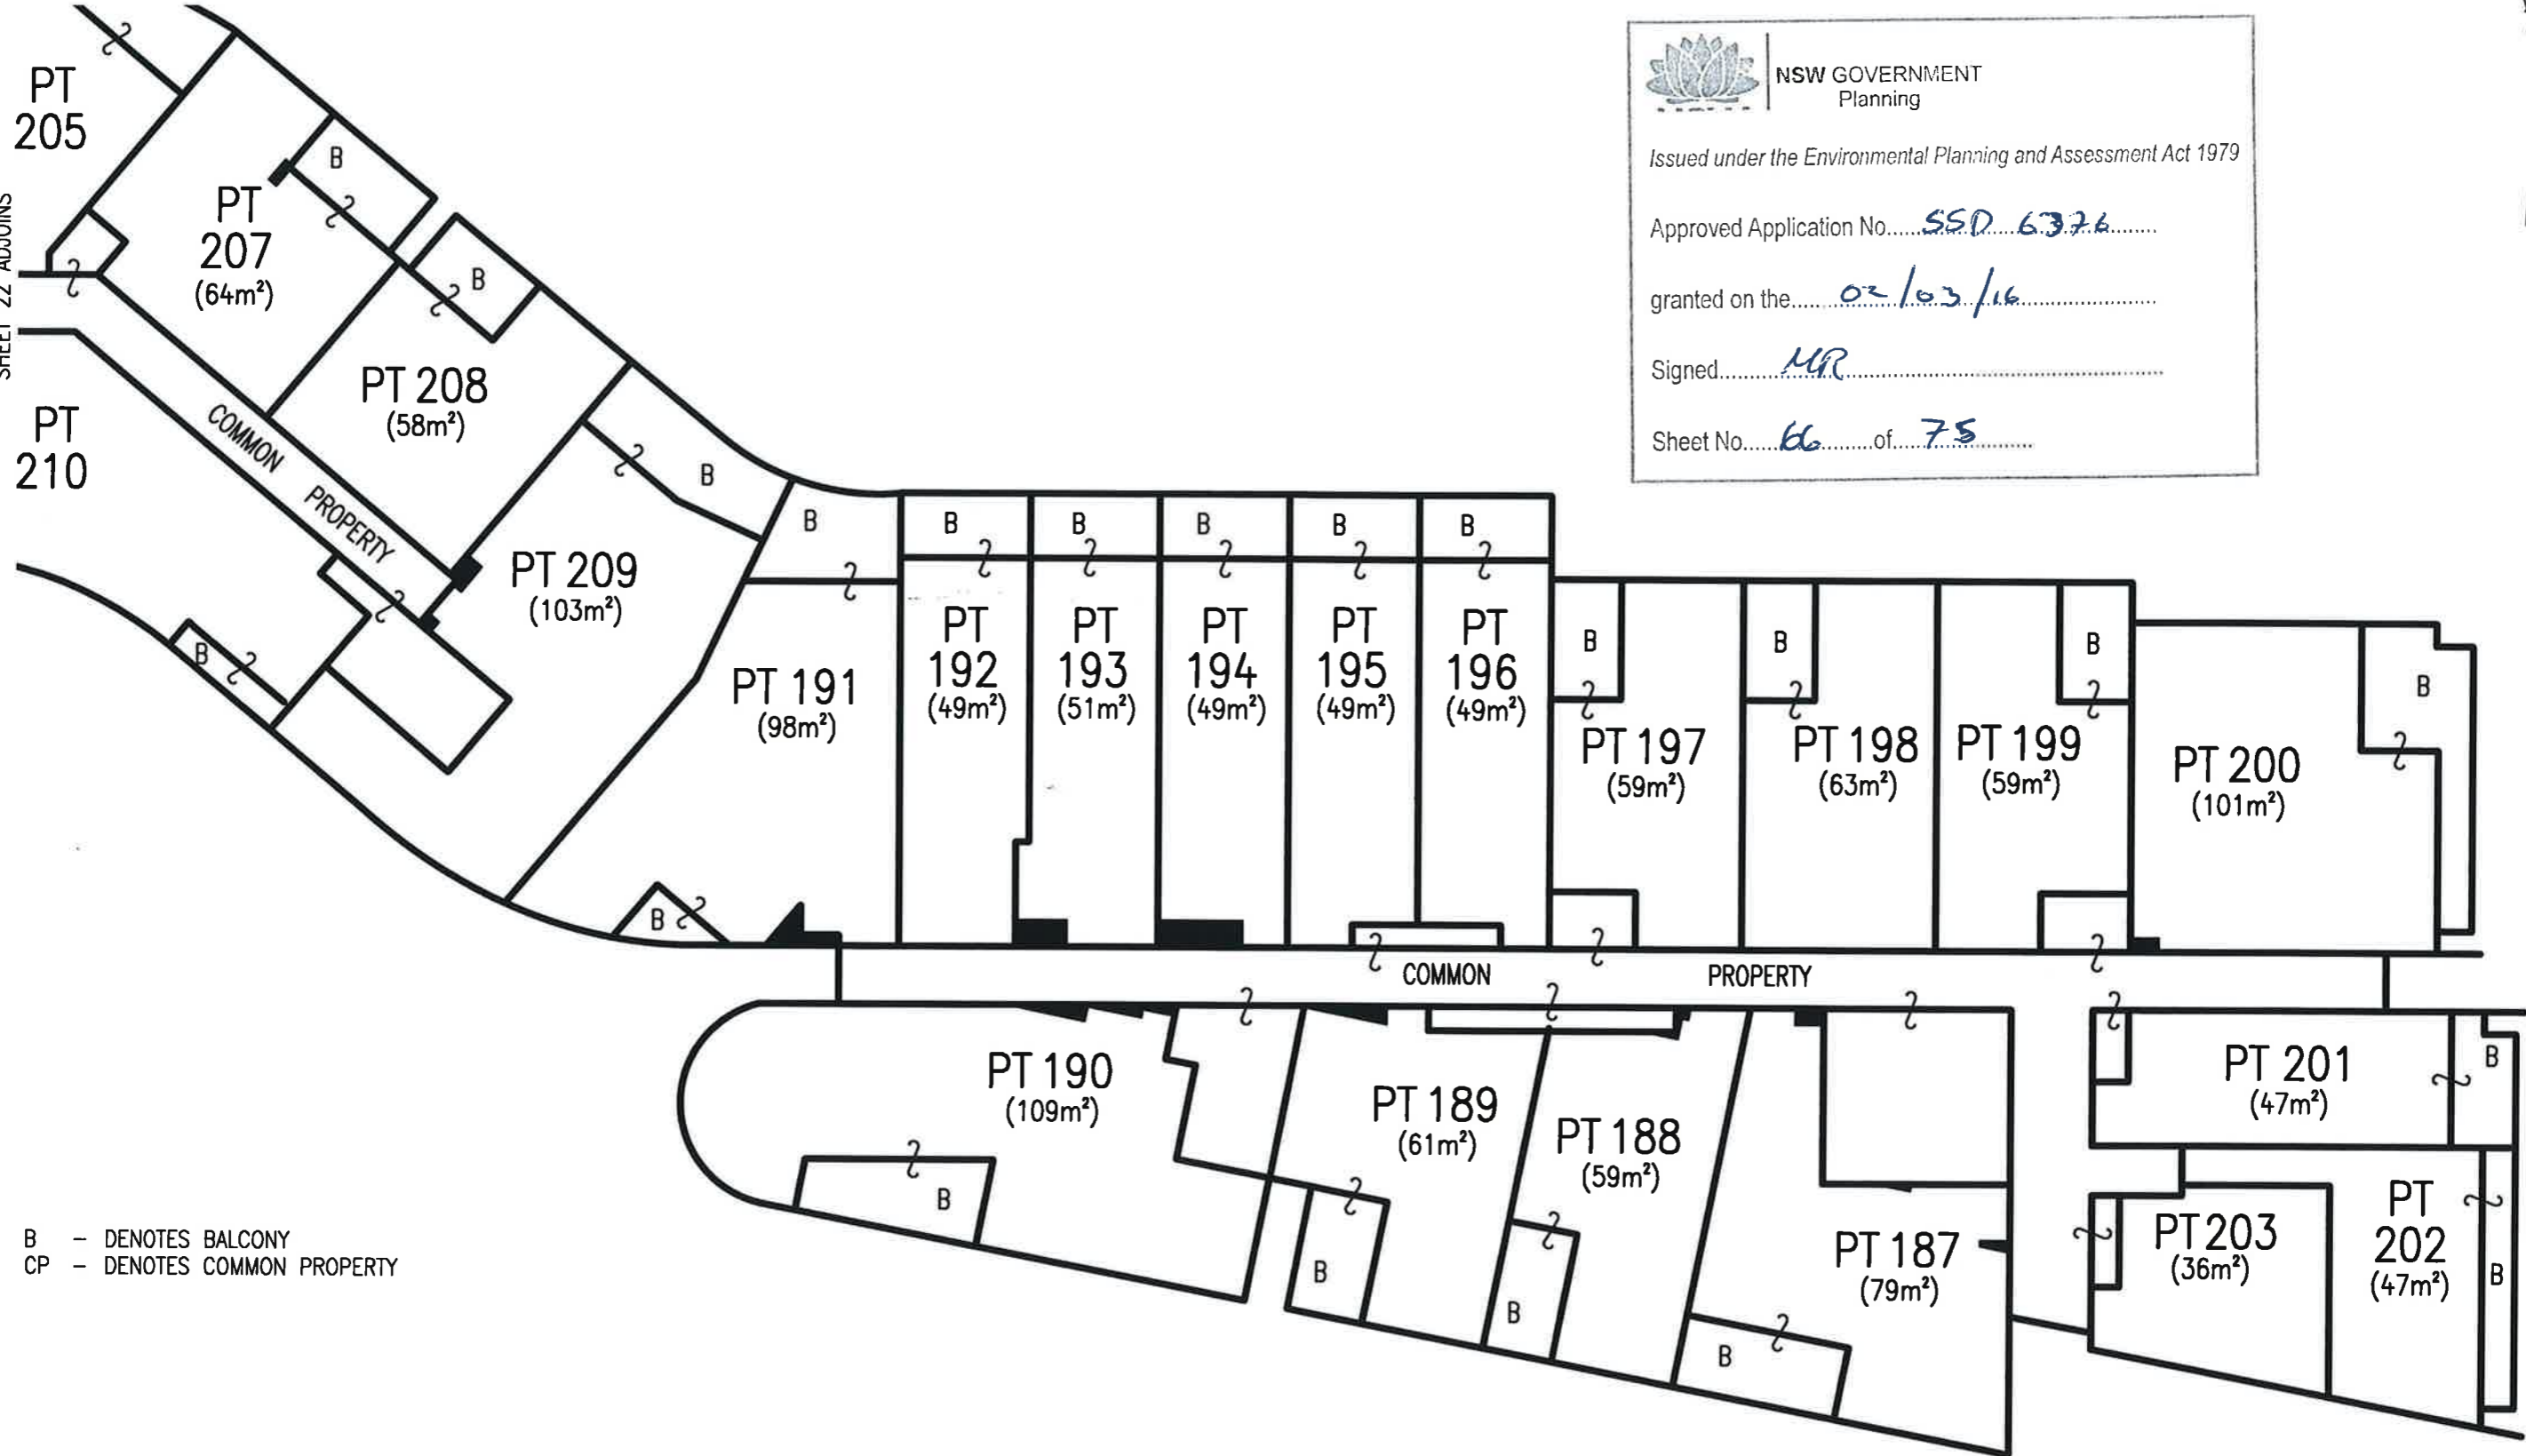 NSW GOVERNMENT
Planning
Issued under the Environmental Planning and Assessment Act 1979
Approved Application No. SSD 6376
granted on the 02/03/16
Signed MR
Sheet No. 66 of 75
PT
205
SHEET 22 ADJOINS
B
PT
207
(64m²)
B
PT 208
(58m²)
PT
210
COMMON PROPERTY
B
PT 209
(103m²)
B
B
PT 191
(98m²)
B
B
PT
192
(49m²)
B
PT
193
(51m²)
B
PT
194
(49m²)
B
PT
195
(49m²)
B
PT
196
(49m²)
B
PT 197
(59m²)
B
PT 198
(63m²)
B
PT 199
(59m²)
B
PT 200
(101m²)
COMMON PROPERTY
PT 190
(109m²)
B
PT 189
(61m²)
B
PT 188
(59m²)
B
PT 187
(79m²)
B
PT 201
(47m²)
B
PT 203
(36m²)
PT
202
(47m²)
B
B - DENOTES BALCONY
CP - DENOTES COMMON PROPERTY